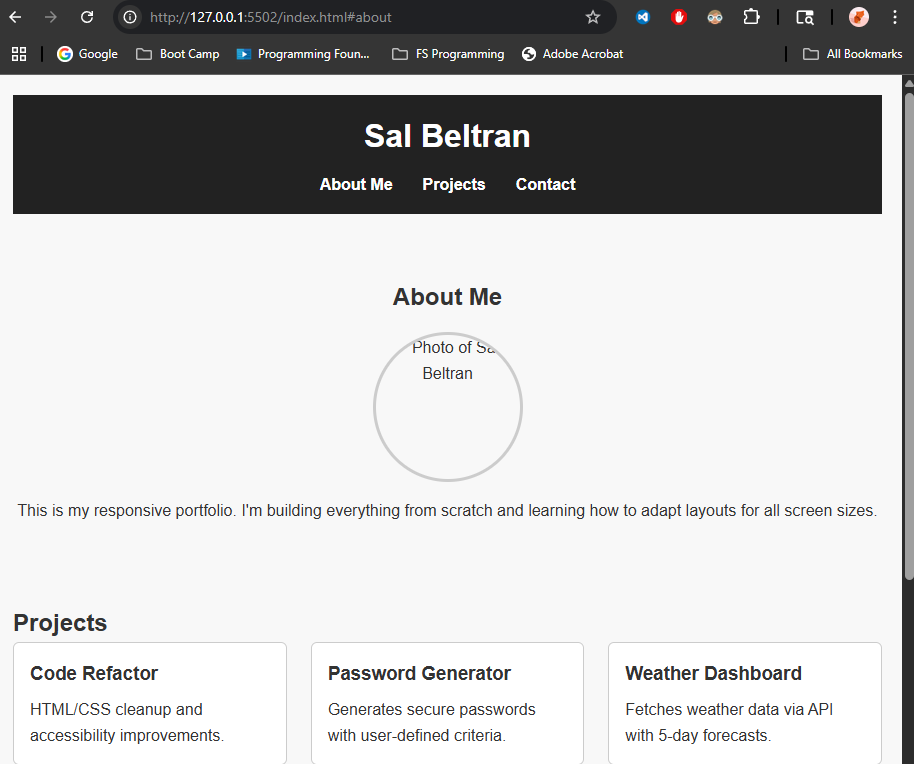 http://127.0.0.1:5502/index.html#about
Google Boot Camp Programming Foun... FS Programming Adobe Acrobat All Bookmarks
Sal Beltran
About Me Projects Contact
About Me
Photo of Sa
Beltran
This is my responsive portfolio. I'm building everything from scratch and learning how to adapt layouts for all screen sizes.
Projects
Code Refactor Password Generator Weather Dashboard
HTML/CSS cleanup and Generates secure passwords Fetches weather data via API
accessibility improvements. with user-defined criteria. with 5-day forecasts.